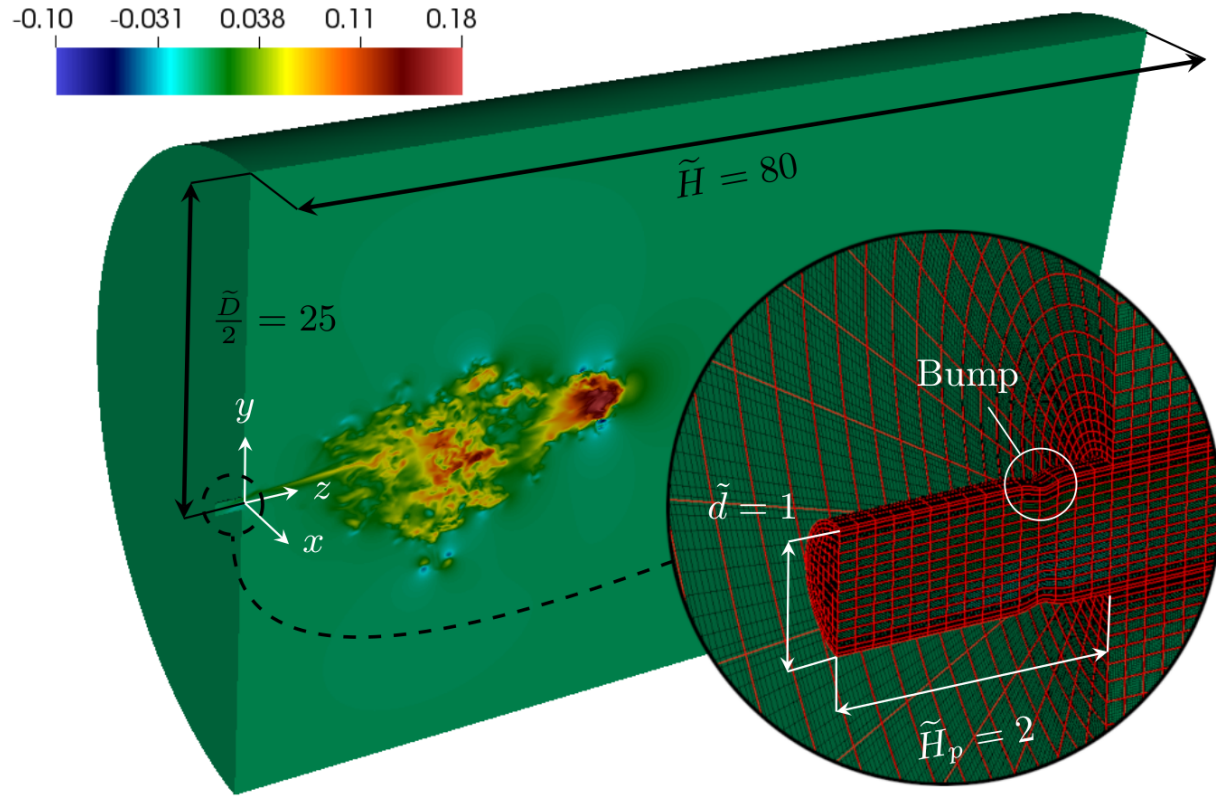 -0.10 -0.031 0.038 0.11 0.18
H̃ = 80
D̃/2 = 25
Bump
y
d̃ = 1
z
x
H̃ₚ = 2